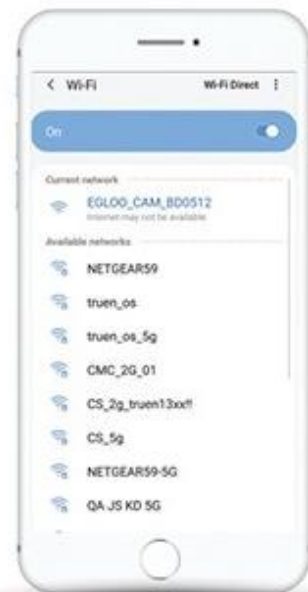 Wi-Fi
Wi-Fi Direct
On
Current network
EGLOO_CAM_BD0512
Internet may not be available
Available networks
NETGEAR59
truen_os
truen_os_5g
CMC_2G_01
CS_2g_truen13xx!!
CS_5g
NETGEAR59-5G
QA JS KO 5G